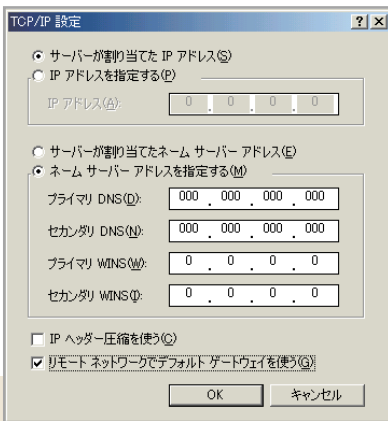 TCP/IP 設定
サーバーが割り当てた IP アドレス(S)
IP アドレスを指定する(P)
IP アドレス(A): 0 . 0 . 0 . 0
サーバーが割り当てたネーム サーバー アドレス(E)
ネーム サーバー アドレスを指定する(M)
プライマリ DNS(D): 000 . 000 . 000 . 000
セカンダリ DNS(N): 000 . 000 . 000 . 000
プライマリ WINS(W): 0 . 0 . 0 . 0
セカンダリ WINS(I): 0 . 0 . 0 . 0
IP ヘッダー圧縮を使う(C)
リモート ネットワークでデフォルト ゲートウェイを使う(G)
OK キャンセル